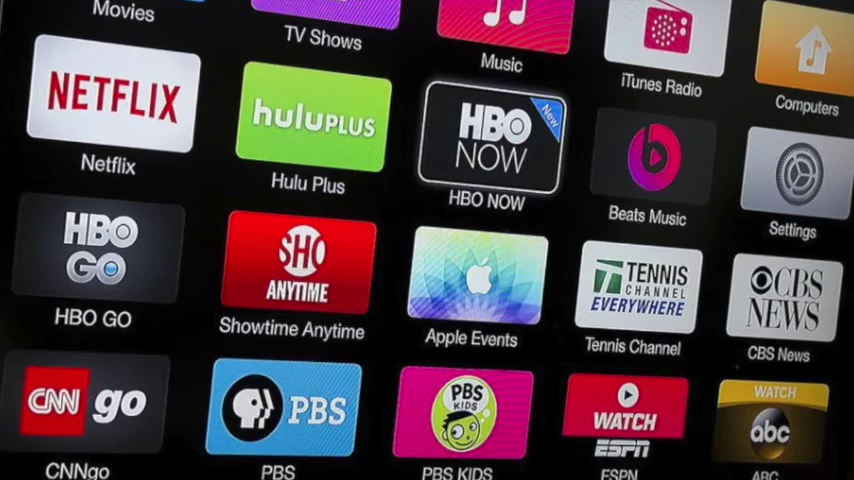 Movies
TV Shows
Music
iTunes Radio
Computers
NETFLIX
Netflix
huluPLUS
Hulu Plus
HBO
NOW
New
HBO NOW
Beats Music
Settings
HBO
GO
HBO GO
SHO
ANYTIME
Showtime Anytime
Apple Events
TENNIS
CHANNEL
EVERYWHERE
Tennis Channel
CBS
NEWS
CBS News
CNN go
CNNgo
PBS
PBS
PBS
KIDS
PBS KIDS
WATCH
ESPN
ESPN
WATCH
abc
ABC